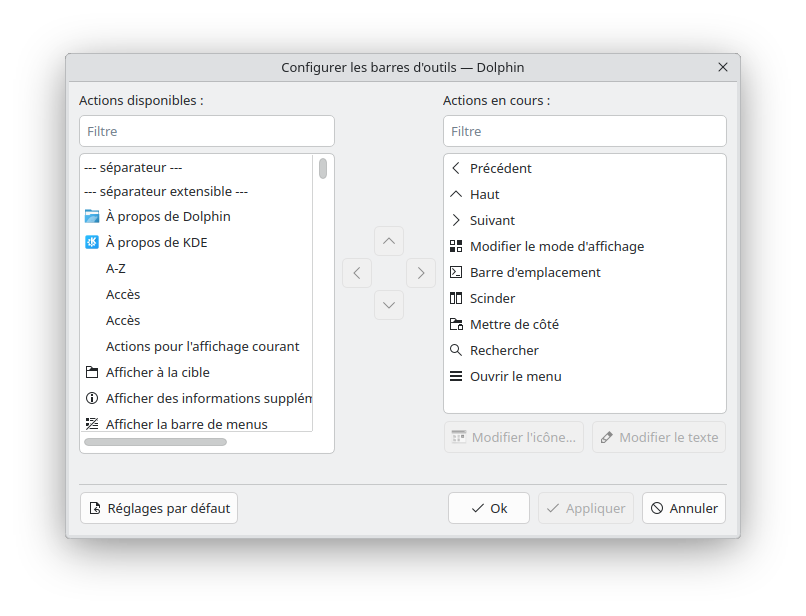 Configurer les barres d'outils — Dolphin
Actions disponibles :
Filtre
--- séparateur ---
--- séparateur extensible ---
À propos de Dolphin
À propos de KDE
A-Z
Accès
Accès
Actions pour l'affichage courant
Afficher à la cible
Afficher des informations supplém
Afficher la barre de menus
Actions en cours :
Filtre
Précédent
Haut
Suivant
Modifier le mode d'affichage
Barre d'emplacement
Scinder
Mettre de côté
Rechercher
Ouvrir le menu
Modifier l'icône...
Modifier le texte
Réglages par défaut
Ok
Appliquer
Annuler